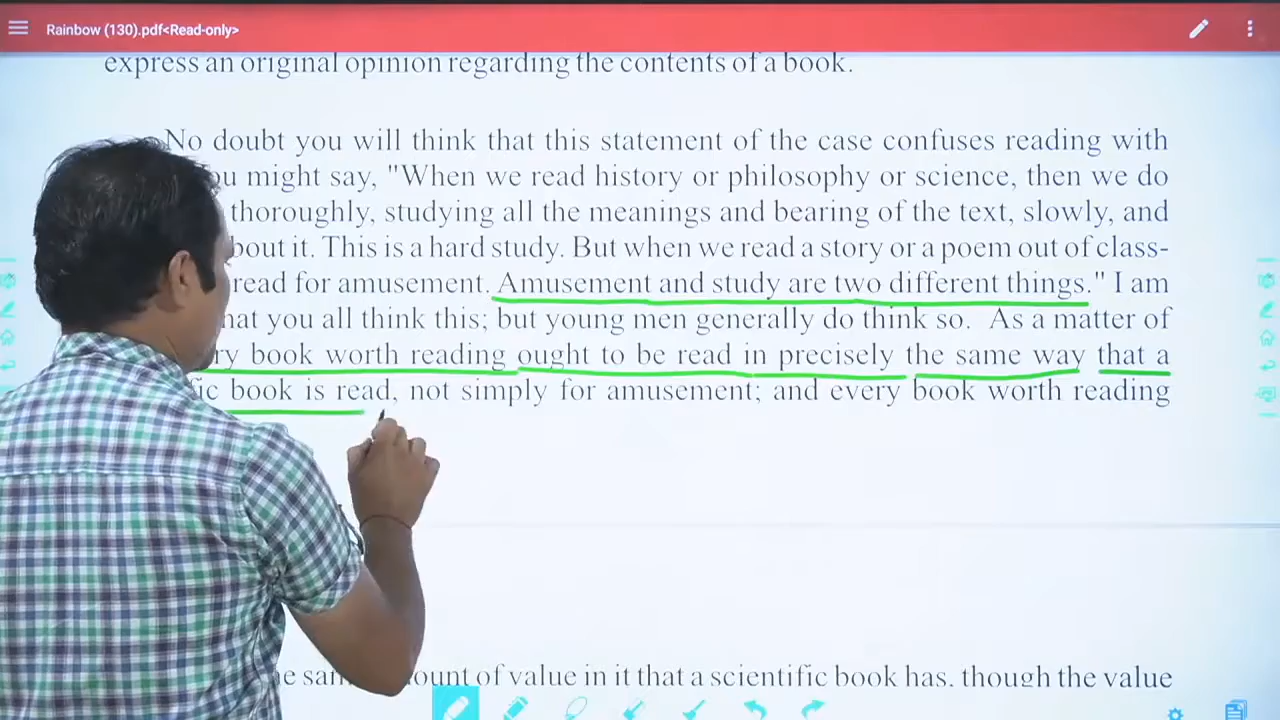 Rainbow (130).pdf<Read-only>
express an original opinion regarding the contents of a book.
No doubt you will think that this statement of the case confuses reading with
might say, "When we read history or philosophy or science, then we do
thoroughly, studying all the meanings and bearing of the text, slowly, and
about it. This is a hard study. But when we read a story or a poem out of class-
read for amusement. Amusement and study are two different things." I am
that you all think this; but young men generally do think so. As a matter of
book worth reading ought to be read in precisely the same way that a
book is read, not simply for amusement; and every book worth reading
amount of value in it that a scientific book has, though the value